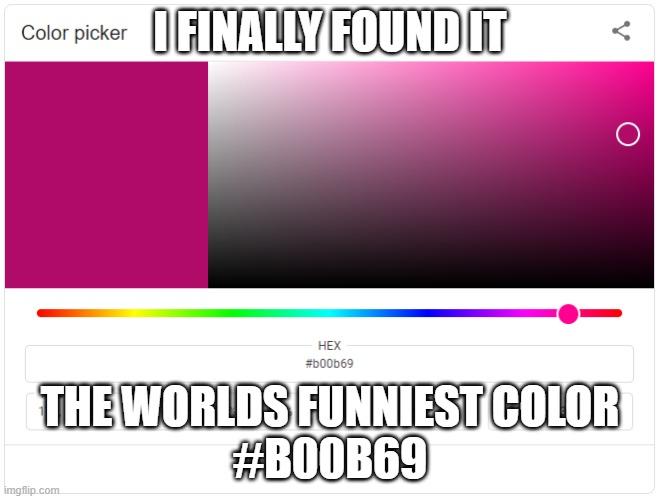 Color picker
I FINALLY FOUND IT
HEX
#b00b69
THE WORLDS FUNNIEST COLOR
#B00B69
imgflip.com